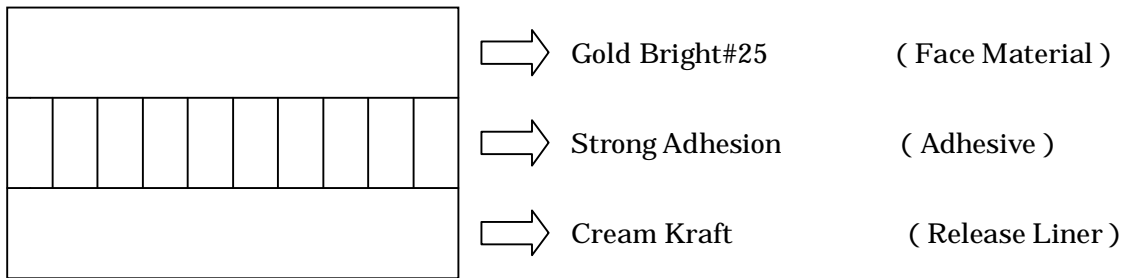 Gold Bright#25 ( Face Material )
Strong Adhesion ( Adhesive )
Cream Kraft ( Release Liner )